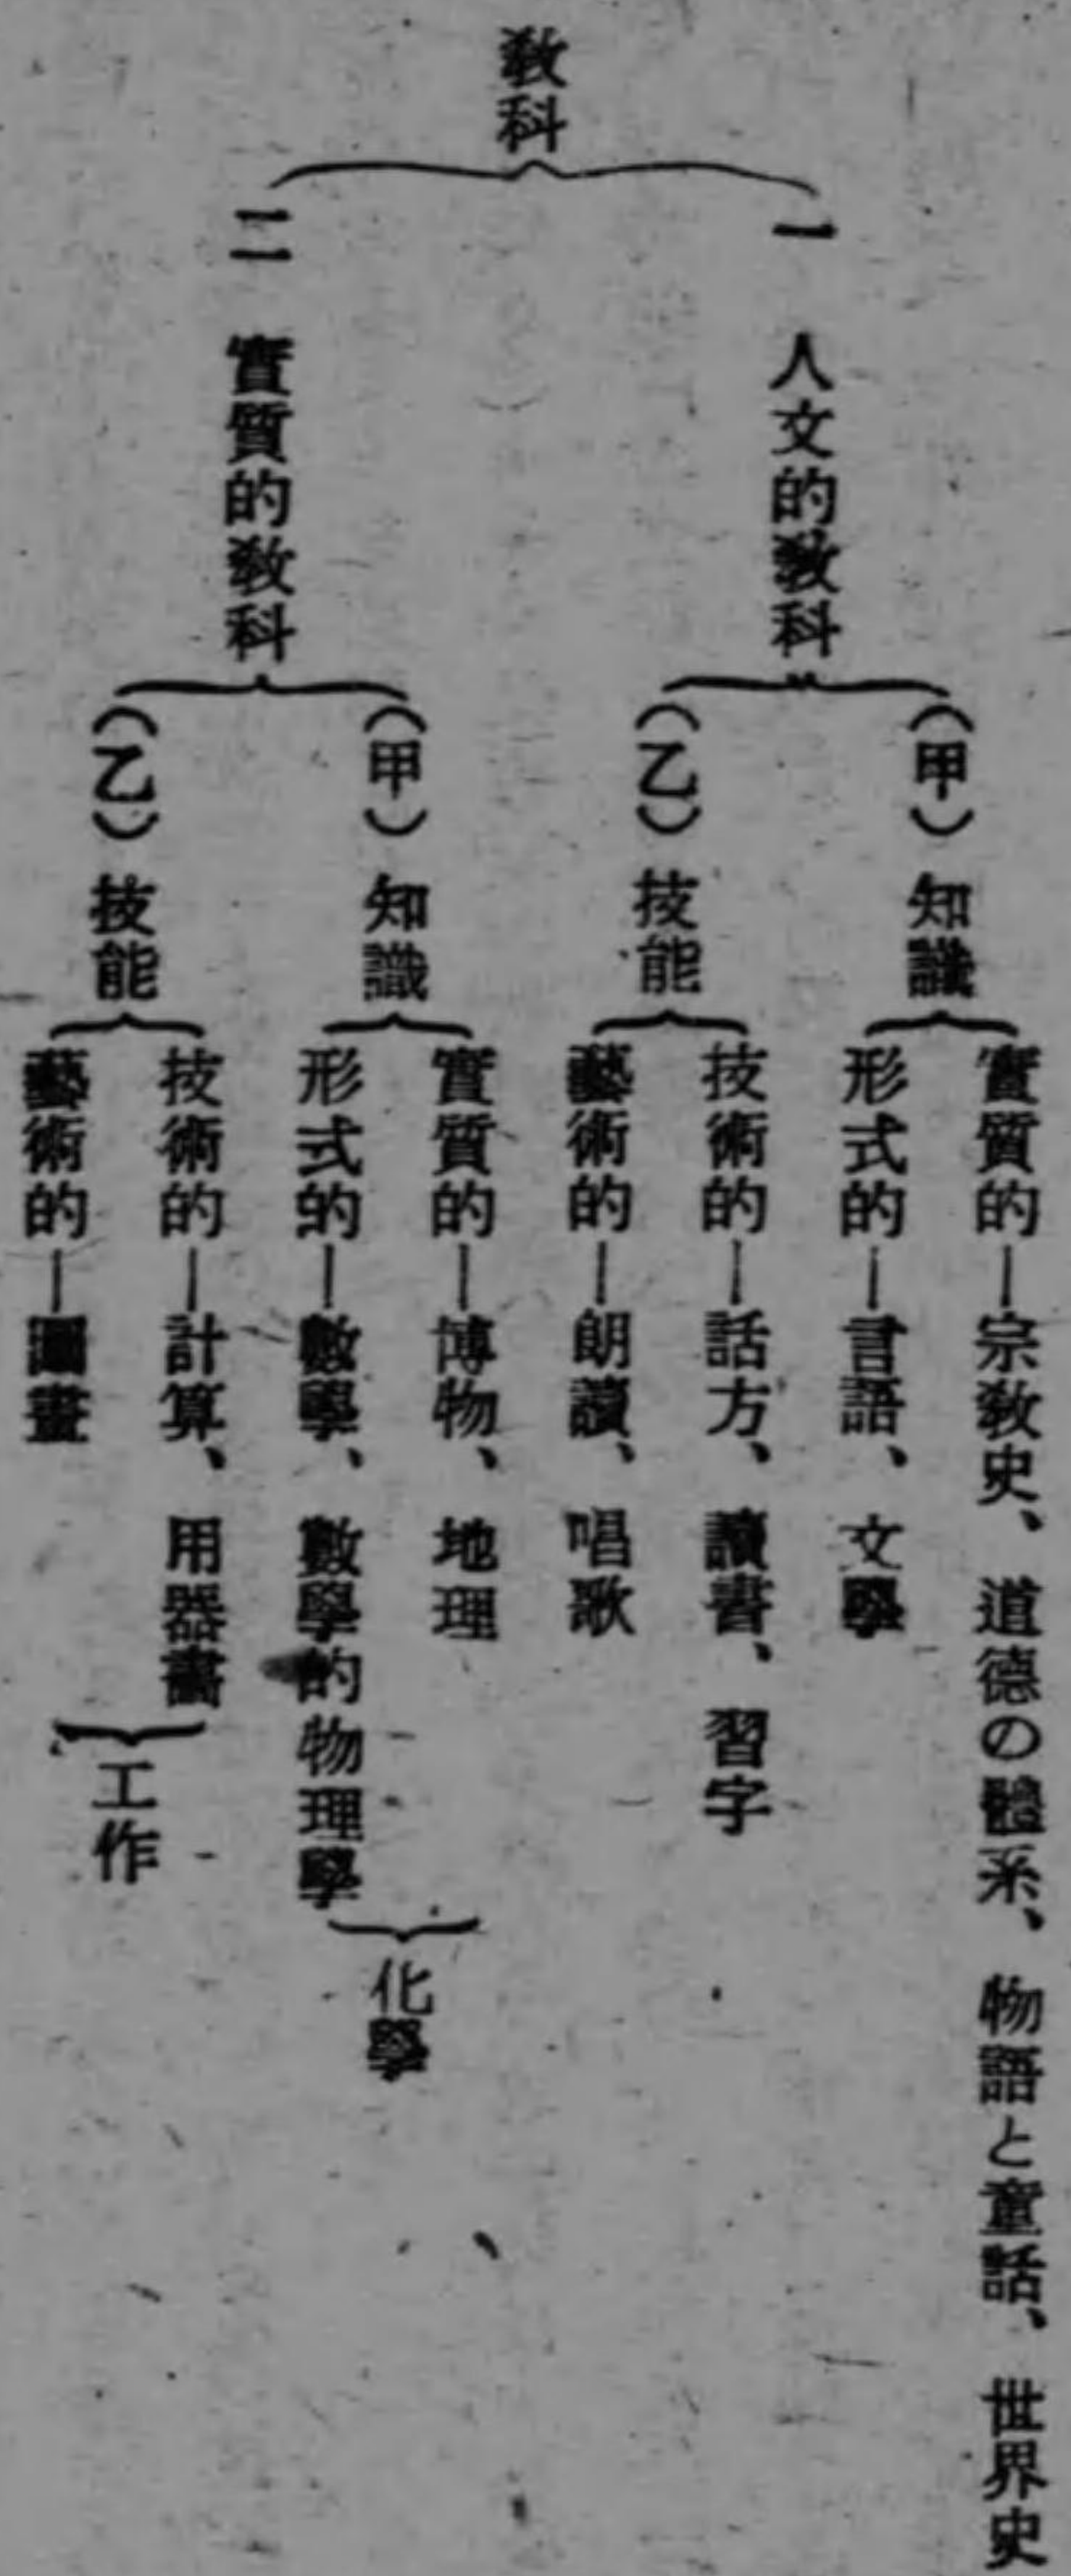 教科
一 人文的教科
(甲) 知識
實質的—宗教史、道德の體系、物語と童話、世界史
形式的—言語、文學
(乙) 技能
技術的—話方、讀書、習字
藝術的—朗讀、唱歌
二 實質的教科
(甲) 知識
實質的—博物、地理
形式的—數學、數學的物理學
化學
(乙) 技能
技術的—計算、用器畫
藝術的—圖畫
工作